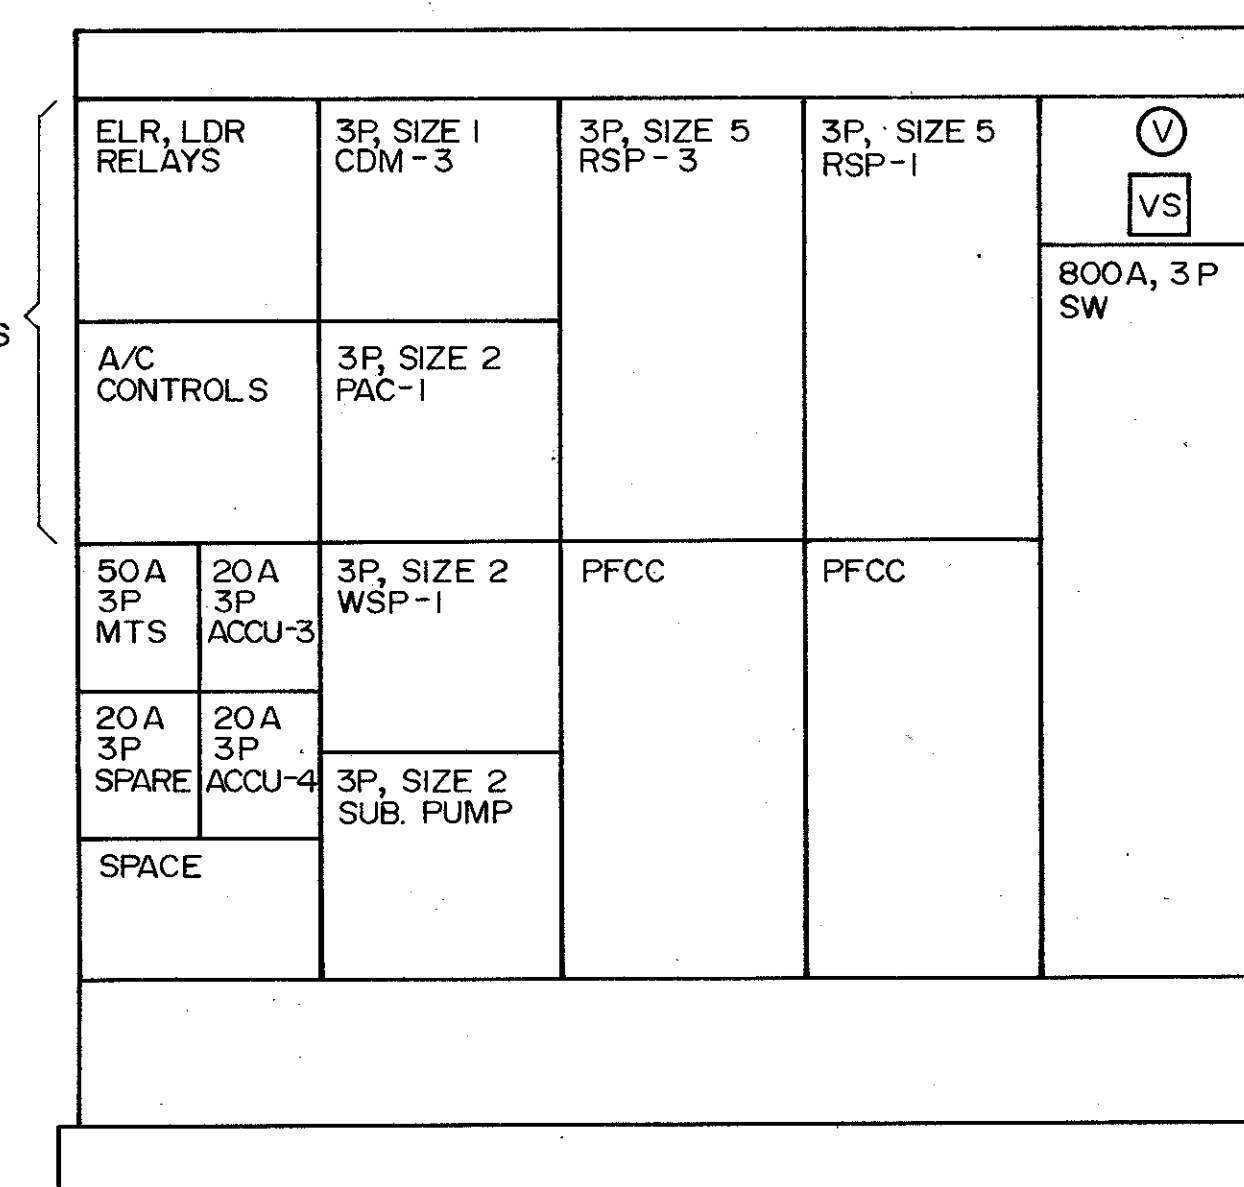 ELR, LDR
RELAYS
3P, SIZE 1
CDM-3
3P, SIZE 5
RSP-3
3P, SIZE 5
RSP-1
V
VS
800A, 3P
SW
S
A/C
CONTROLS
3P, SIZE 2
PAC-1
50A
3P
MTS
20A
3P
ACCU-3
3P, SIZE 2
WSP-1
PFCC
PFCC
20A
3P
SPARE
20A
3P
ACCU-4
3P, SIZE 2
SUB. PUMP
SPACE